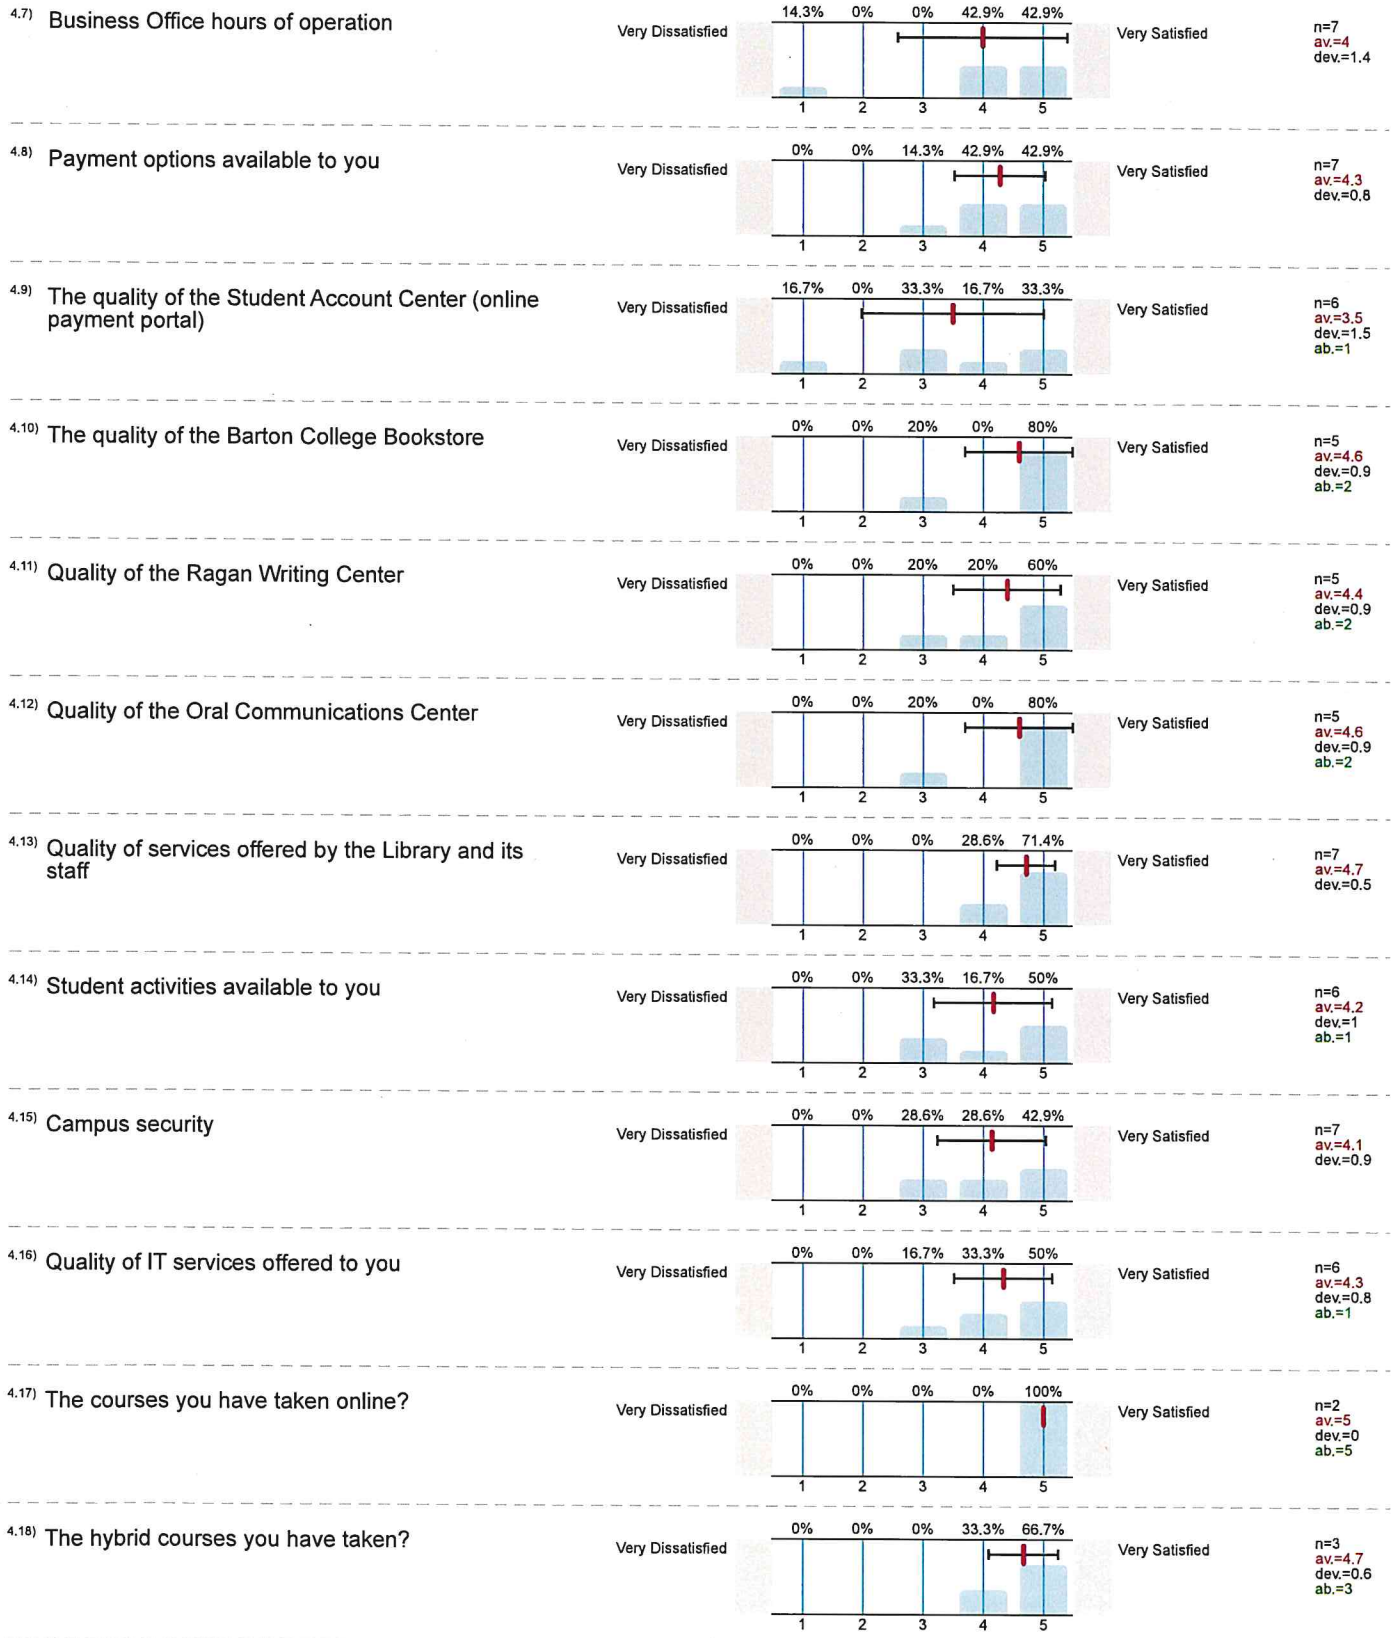 4.7) Business Office hours of operation
Very Dissatisfied
14.3% 0% 0% 42.9% 42.9%
1 2 3 4 5
Very Satisfied
n=7
av.=4
dev.=1.4
4.8) Payment options available to you
Very Dissatisfied
0% 0% 14.3% 42.9% 42.9%
1 2 3 4 5
Very Satisfied
n=7
av.=4.3
dev.=0.8
4.9) The quality of the Student Account Center (online
payment portal)
Very Dissatisfied
16.7% 0% 33.3% 16.7% 33.3%
1 2 3 4 5
Very Satisfied
n=6
av.=3.5
dev.=1.5
ab.=1
4.10) The quality of the Barton College Bookstore
Very Dissatisfied
0% 0% 20% 0% 80%
1 2 3 4 5
Very Satisfied
n=5
av.=4.6
dev.=0.9
ab.=2
4.11) Quality of the Ragan Writing Center
Very Dissatisfied
0% 0% 20% 20% 60%
1 2 3 4 5
Very Satisfied
n=5
av.=4.4
dev.=0.9
ab.=2
4.12) Quality of the Oral Communications Center
Very Dissatisfied
0% 0% 20% 0% 80%
1 2 3 4 5
Very Satisfied
n=5
av.=4.6
dev.=0.9
ab.=2
4.13) Quality of services offered by the Library and its
staff
Very Dissatisfied
0% 0% 0% 28.6% 71.4%
1 2 3 4 5
Very Satisfied
n=7
av.=4.7
dev.=0.5
4.14) Student activities available to you
Very Dissatisfied
0% 0% 33.3% 16.7% 50%
1 2 3 4 5
Very Satisfied
n=6
av.=4.2
dev.=1
ab.=1
4.15) Campus security
Very Dissatisfied
0% 0% 28.6% 28.6% 42.9%
1 2 3 4 5
Very Satisfied
n=7
av.=4.1
dev.=0.9
4.16) Quality of IT services offered to you
Very Dissatisfied
0% 0% 16.7% 33.3% 50%
1 2 3 4 5
Very Satisfied
n=6
av.=4.3
dev.=0.8
ab.=1
4.17) The courses you have taken online?
Very Dissatisfied
0% 0% 0% 0% 100%
1 2 3 4 5
Very Satisfied
n=2
av.=5
dev.=0
ab.=5
4.18) The hybrid courses you have taken?
Very Dissatisfied
0% 0% 0% 33.3% 66.7%
1 2 3 4 5
Very Satisfied
n=3
av.=4.7
dev.=0.6
ab.=3